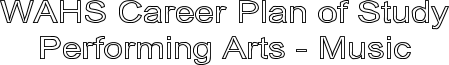 WAHS Career Plan of Study
Performing Arts - Music